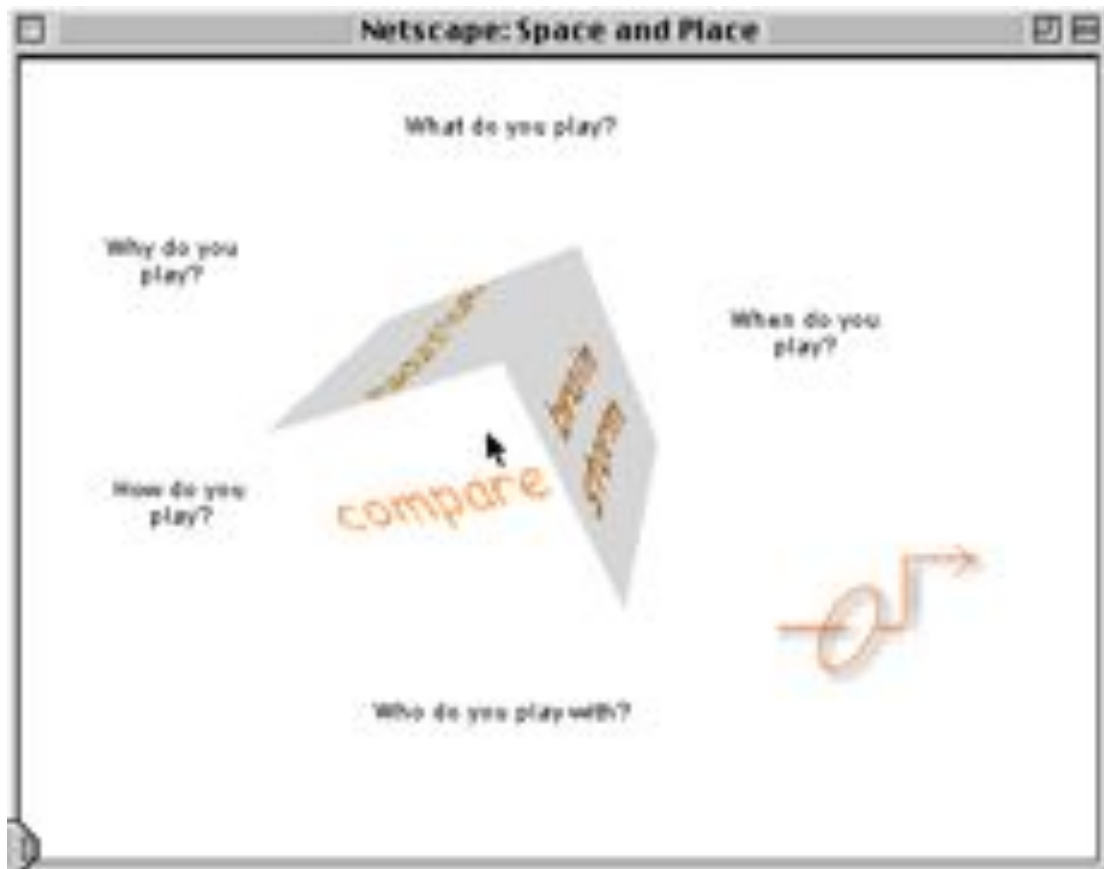 Netscape: Space and Place
What do you play?
Why do you
play?
When do you
play?
How do you
play?
compare
Who do you play with?